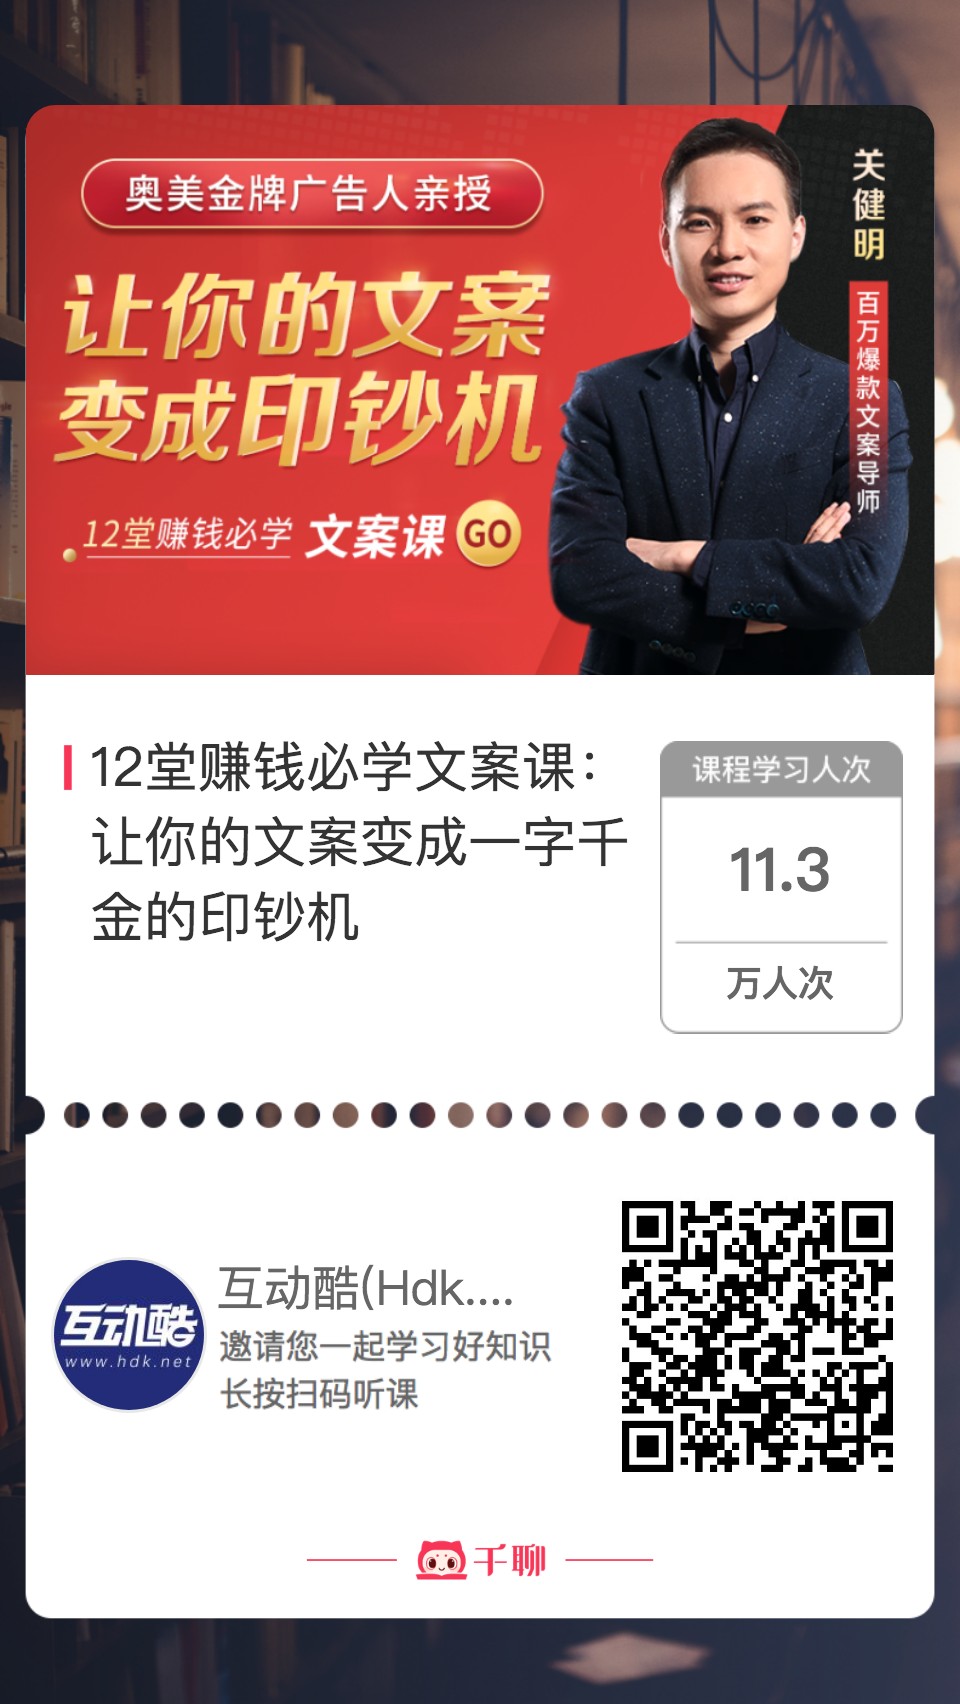 奥美金牌广告人亲授
让你的文案
变成印钞机
12堂赚钱必学 文案课 GO
关健明
百万爆款文案导师
12堂赚钱必学文案课：
让你的文案变成一字千
金的印钞机
课程学习人次
11.3
万人次
互动酷
www.hdk.net
互动酷(Hdk....
邀请您一起学习好知识
长按扫码听课
千聊